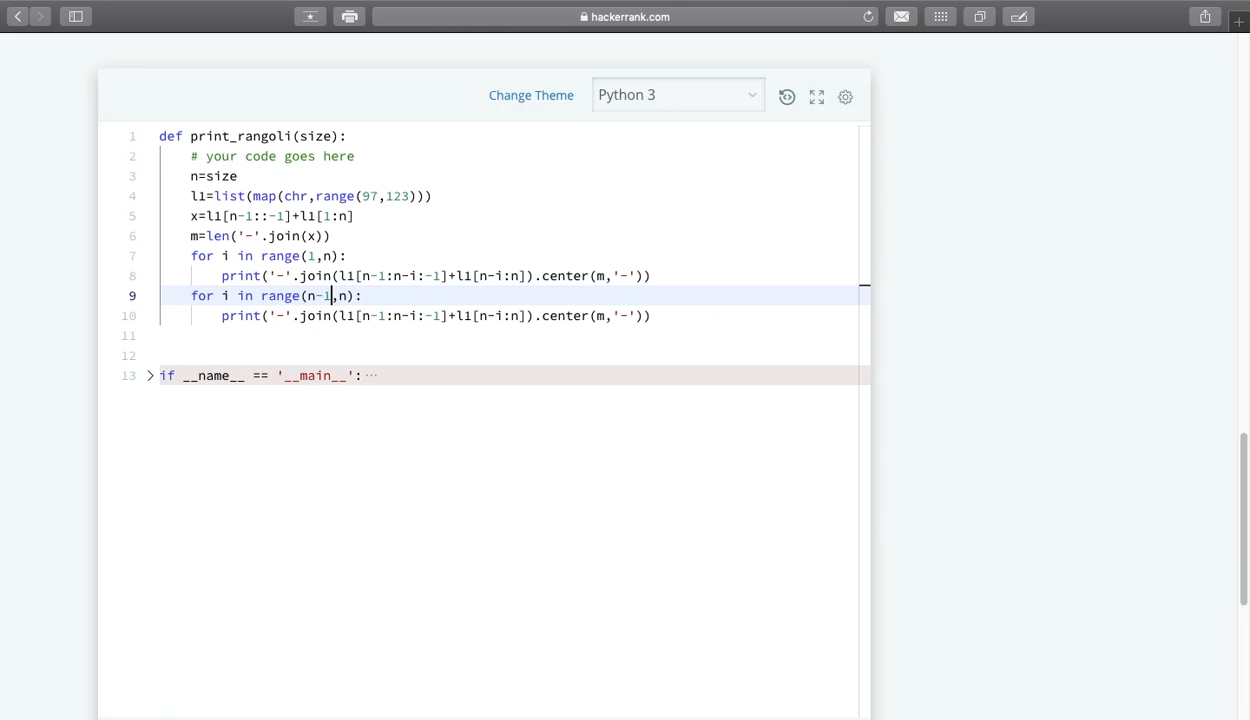 hackerrank.com
Change Theme Python 3
1 def print_rangoli(size):
2 # your code goes here
3 n=size
4 l1=list(map(chr,range(97,123)))
5 x=l1[n-1::-1]+l1[1:n]
6 m=len('-'.join(x))
7 for i in range(1,n):
8 print('-'.join(l1[n-1:n-i:-1]+l1[n-i:n]).center(m,'-'))
9 for i in range(n-1,n):
10 print('-'.join(l1[n-1:n-i:-1]+l1[n-i:n]).center(m,'-'))
11
12
13 if __name__ == '__main__':⋯